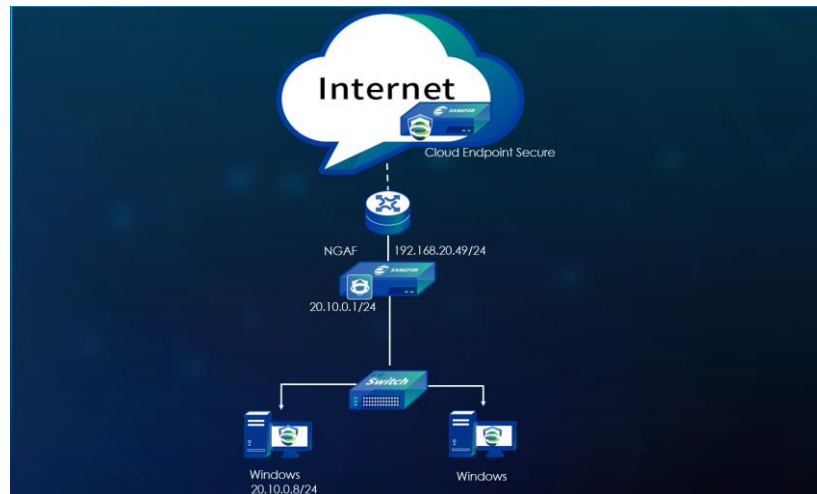 Internet
SANGFOR
Cloud Endpoint Secure
NGAF 192.168.20.49/24
SANGFOR
20.10.0.1/24
Switch
Windows
20.10.0.8/24
Windows